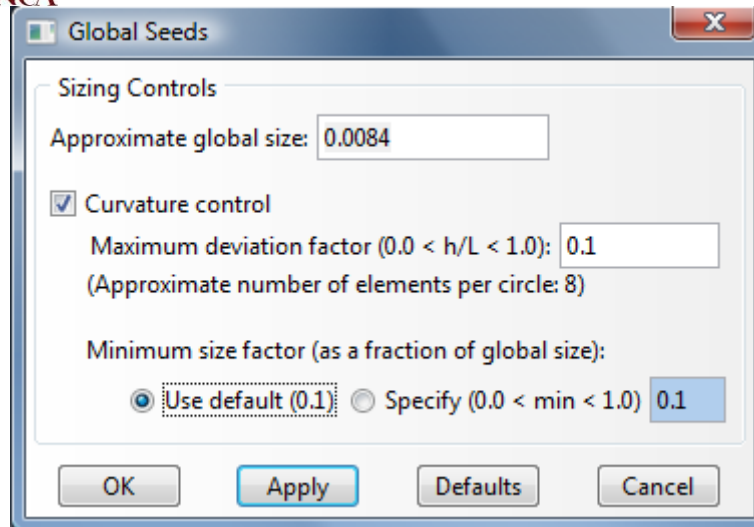 Global Seeds
Sizing Controls
Approximate global size: 0.0084
Curvature control
Maximum deviation factor (0.0 < h/L < 1.0): 0.1
(Approximate number of elements per circle: 8)
Minimum size factor (as a fraction of global size):
Use default (0.1) Specify (0.0 < min < 1.0) 0.1
OK Apply Defaults Cancel